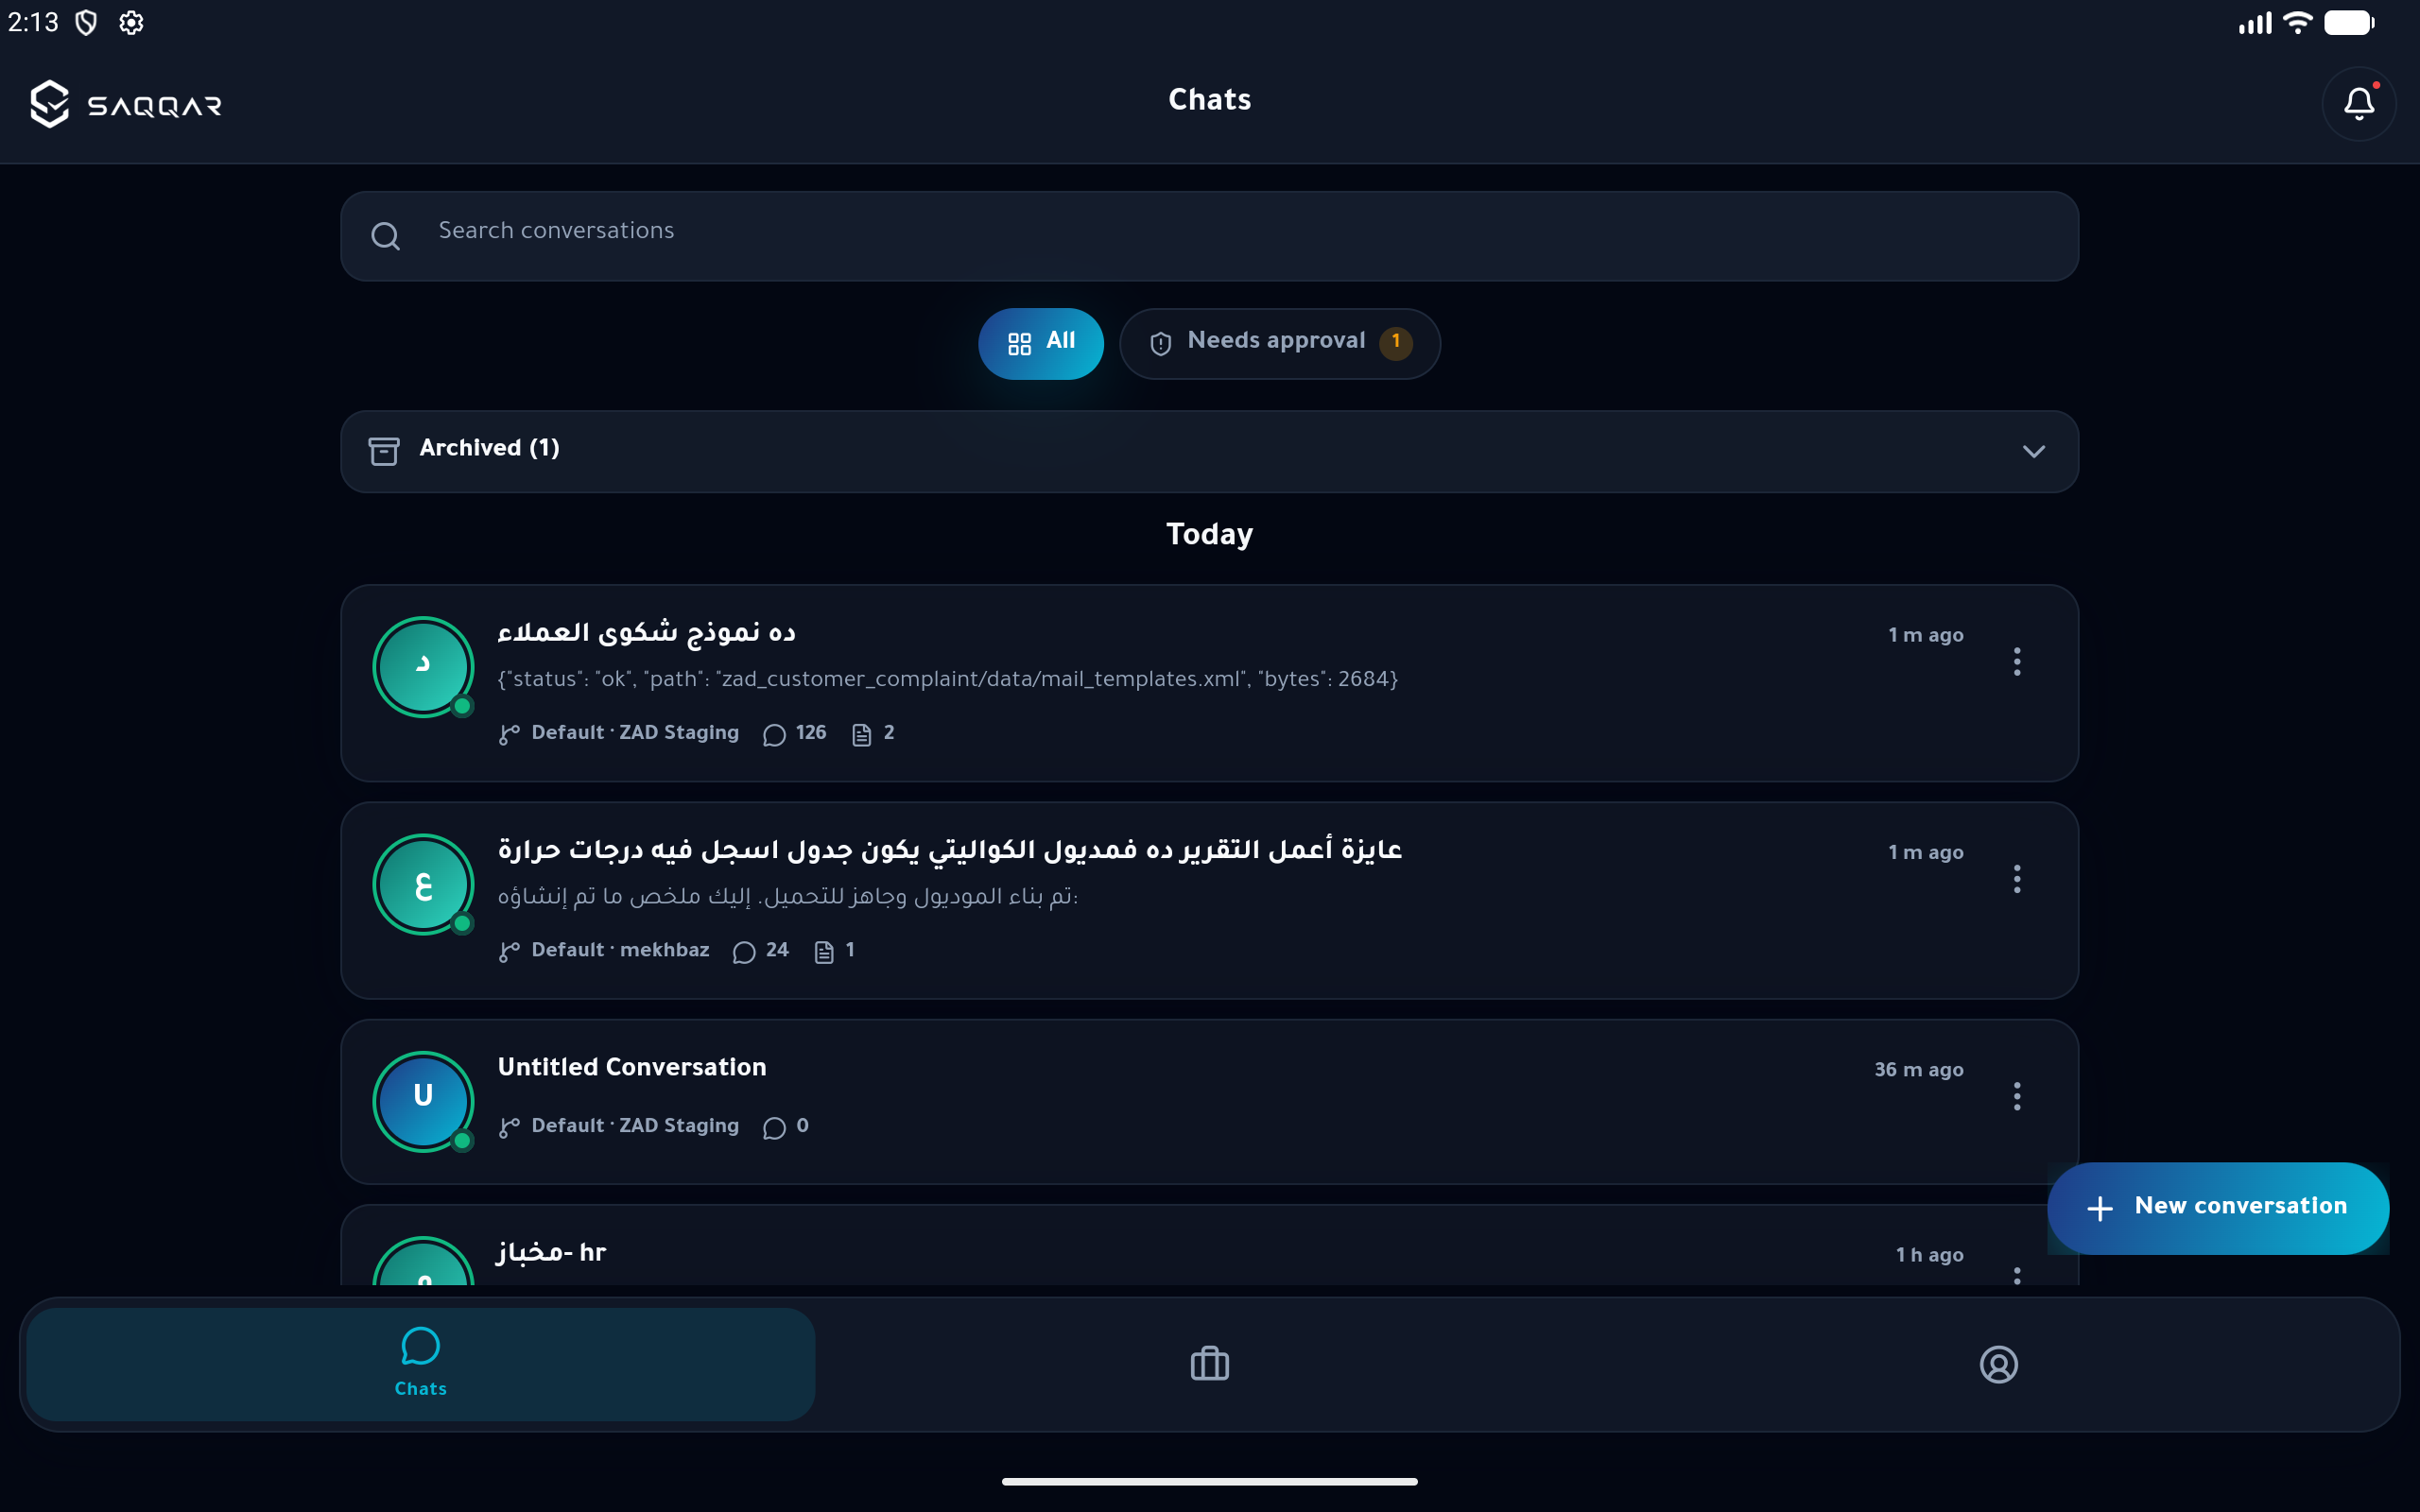 2:13
SAQQAR
Chats
Search conversations
All
Needs approval 1
Archived (1)
Today
د
ده نموذج شكوى العملاء
1 m ago
{"status": "ok", "path": "zad_customer_complaint/data/mail_templates.xml", "bytes": 2684}
Default · ZAD Staging 126 2
ع
عايزة أعمل التقرير ده فمديول الكواليتي يكون جدول اسجل فيه درجات حرارة
1 m ago
تم بناء الموديول وجاهز للتحميل. إليك ملخص ما تم إنشاؤه:
Default · mekhbaz 24 1
U
Untitled Conversation
36 m ago
Default · ZAD Staging 0
مخباز- hr
1 h ago
New conversation
Chats